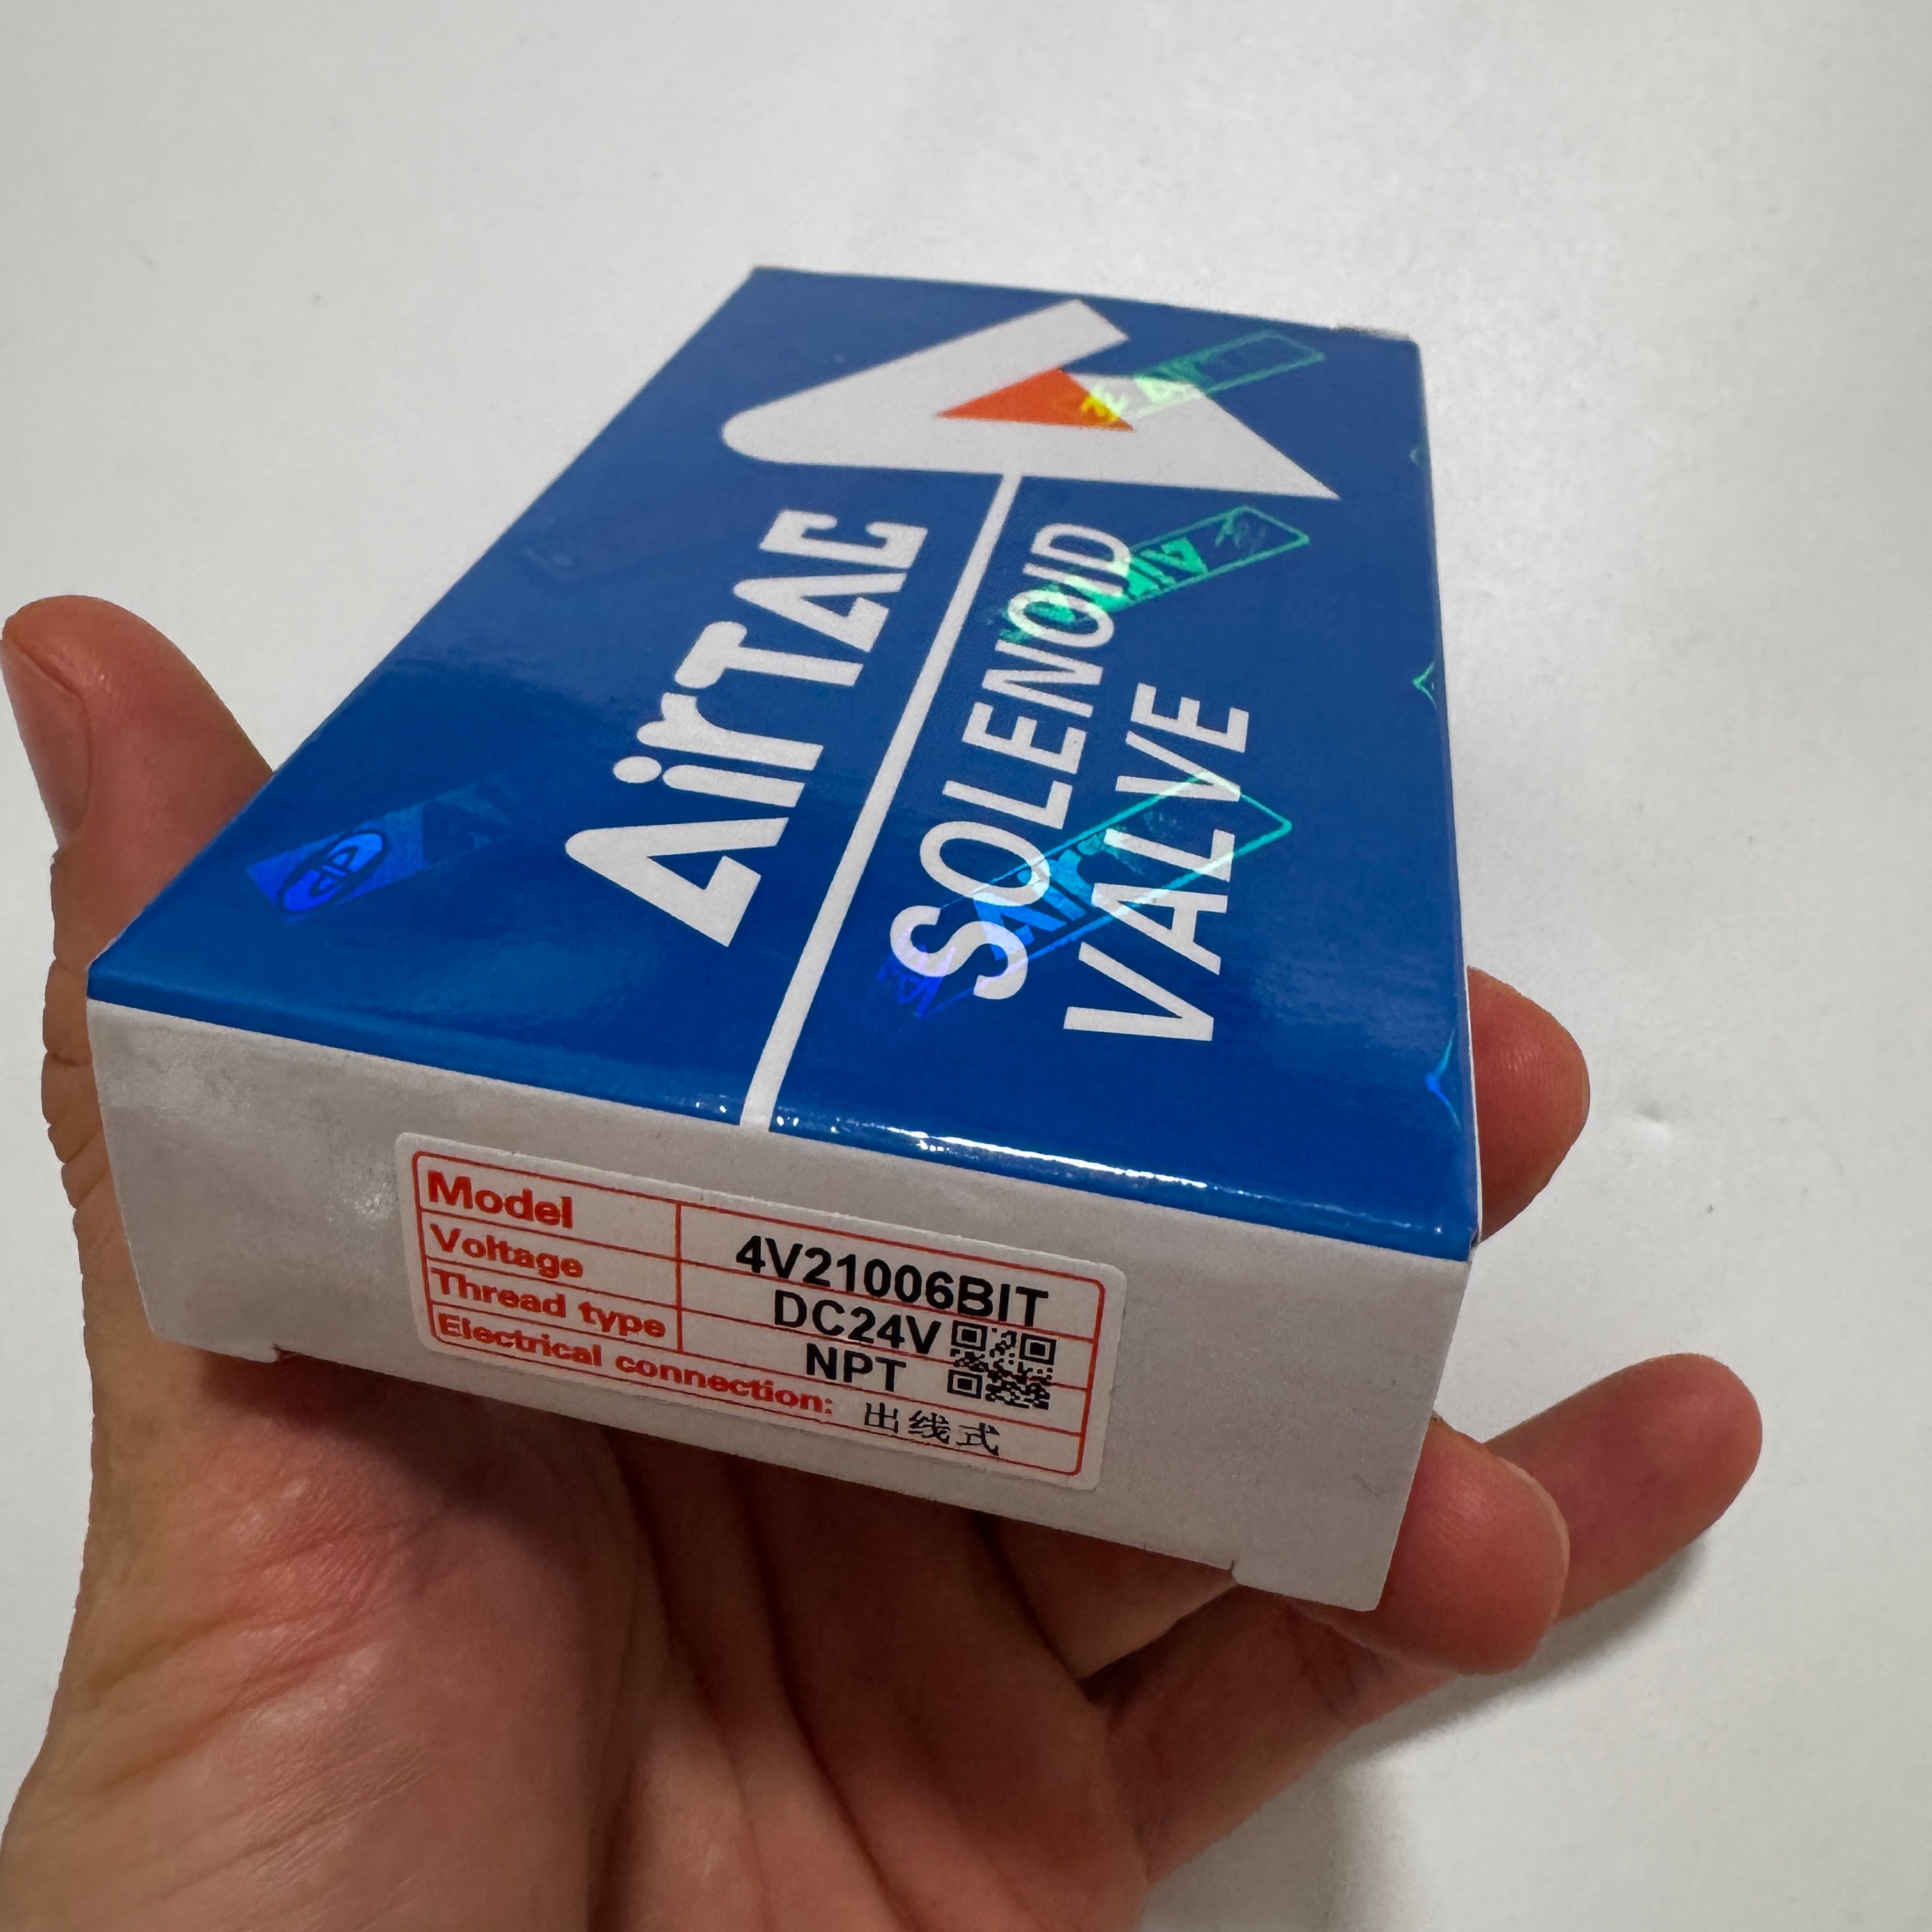 AirTAC
SOLENOID
VALVE
Model 4V21006BIT
Voltage DC24V
Thread type NPT
Electrical connection: 出线式